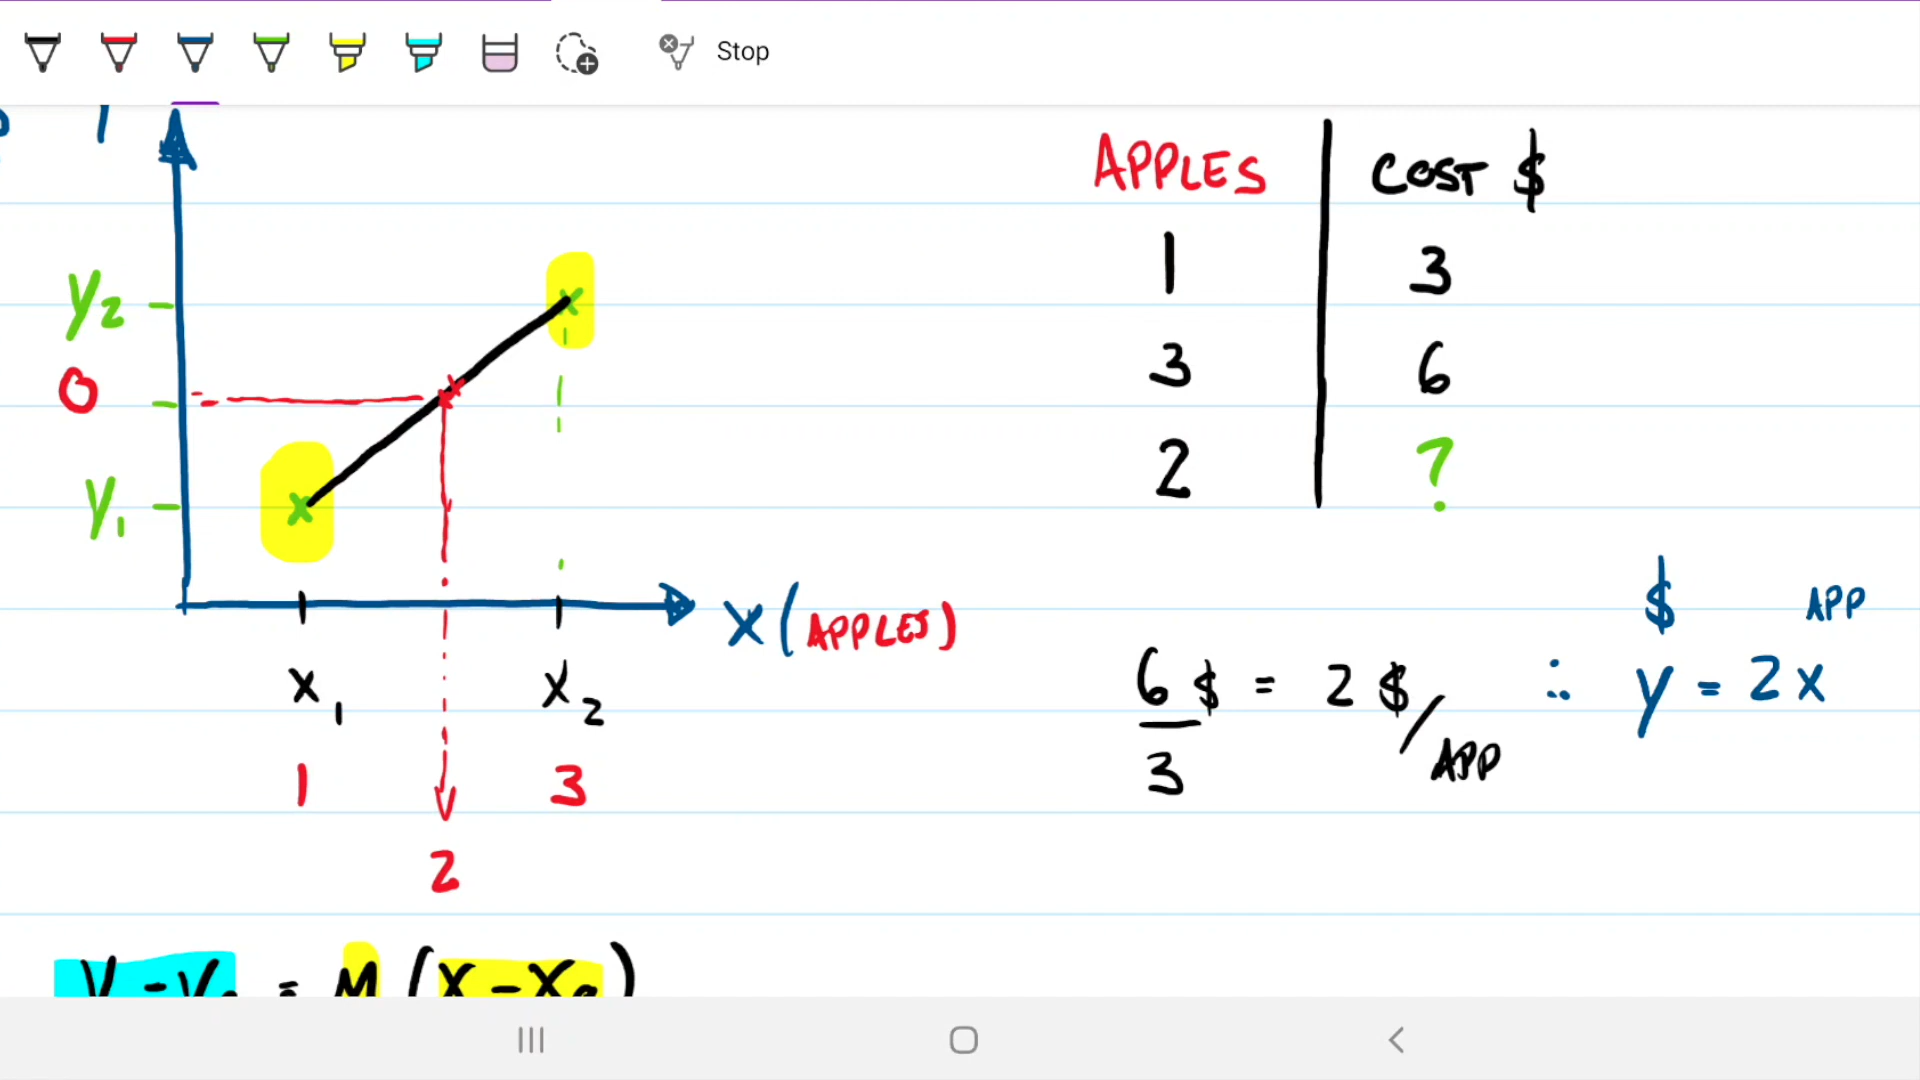 Stop
APPLES COST $
1 3
3 6
2 ?
y2
0
y1
X (APPLES)
x1 x2
1 3
2
$ APP
6 $ = 2 $/APP ∴ y = 2x
3
= M (X - X